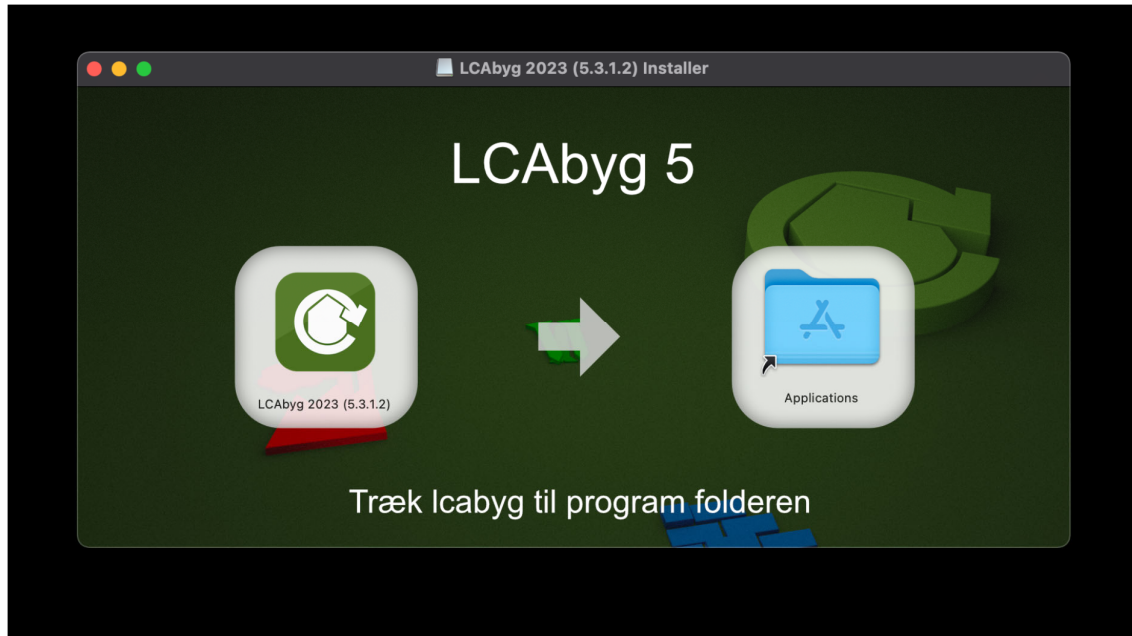 LCAbyg 2023 (5.3.1.2) Installer
LCAbyg 5
LCAbyg 2023 (5.3.1.2)
Applications
Træk lcabyg til program folderen